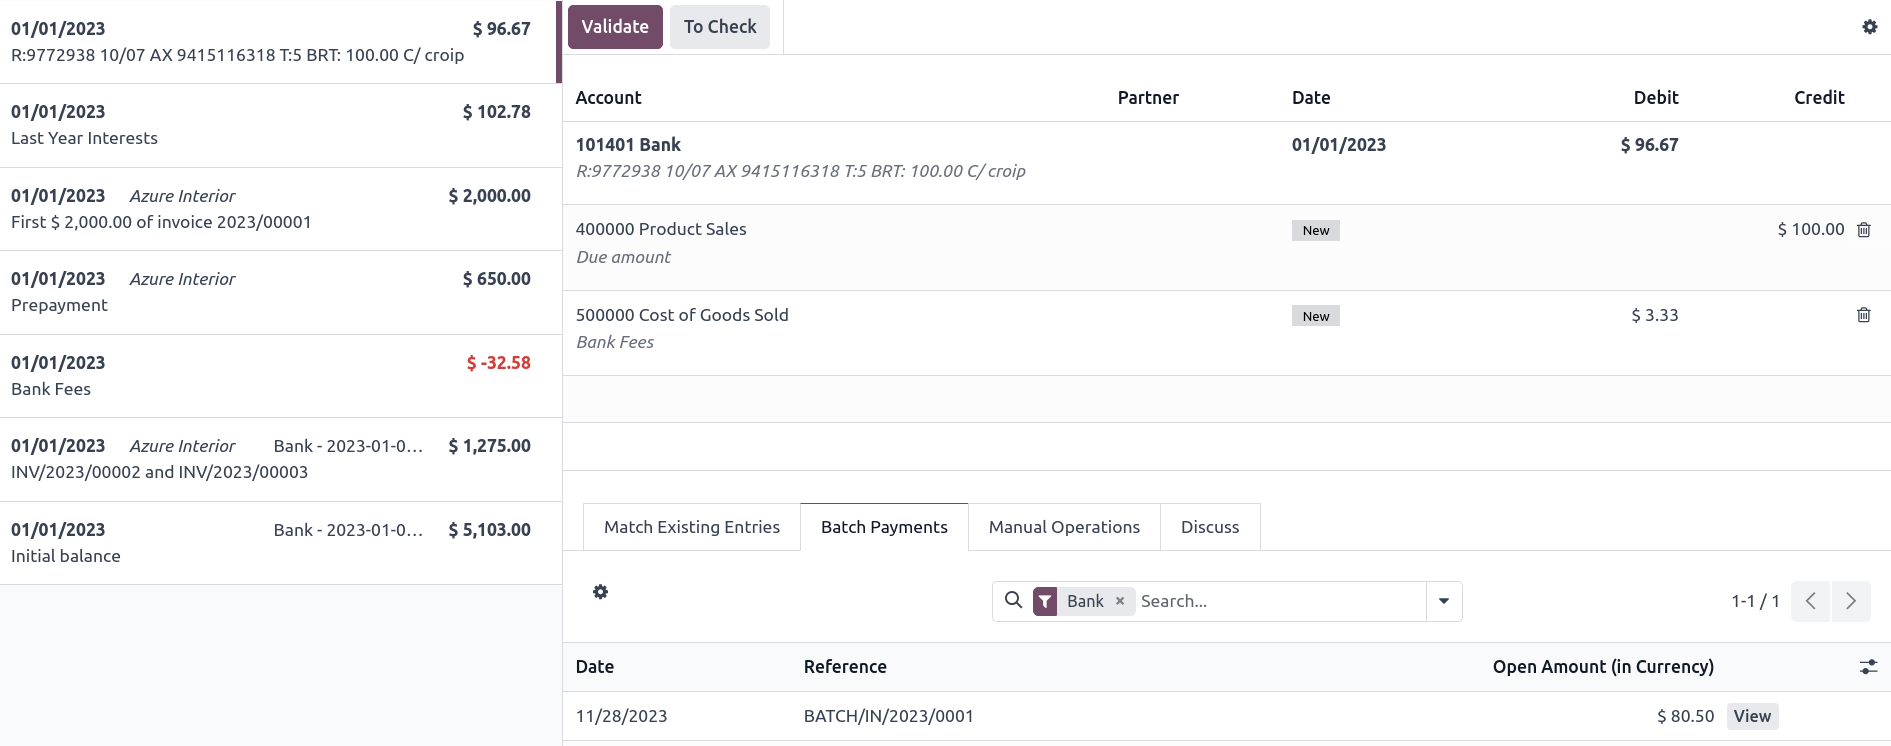 01/01/2023 $ 96.67
R:9772938 10/07 AX 9415116318 T:5 BRT: 100.00 C/ croip
01/01/2023 $ 102.78
Last Year Interests
01/01/2023 Azure Interior $ 2,000.00
First $ 2,000.00 of invoice 2023/00001
01/01/2023 Azure Interior $ 650.00
Prepayment
01/01/2023 $ -32.58
Bank Fees
01/01/2023 Azure Interior Bank - 2023-01-0... $ 1,275.00
INV/2023/00002 and INV/2023/00003
01/01/2023 Bank - 2023-01-0... $ 5,103.00
Initial balance
Validate To Check
Account Partner Date Debit Credit
101401 Bank 01/01/2023 $ 96.67
R:9772938 10/07 AX 9415116318 T:5 BRT: 100.00 C/ croip
400000 Product Sales New $ 100.00
Due amount
500000 Cost of Goods Sold New $ 3.33
Bank Fees
Match Existing Entries Batch Payments Manual Operations Discuss
Bank × Search... 1-1 / 1
Date Reference Open Amount (in Currency)
11/28/2023 BATCH/IN/2023/0001 $ 80.50 View